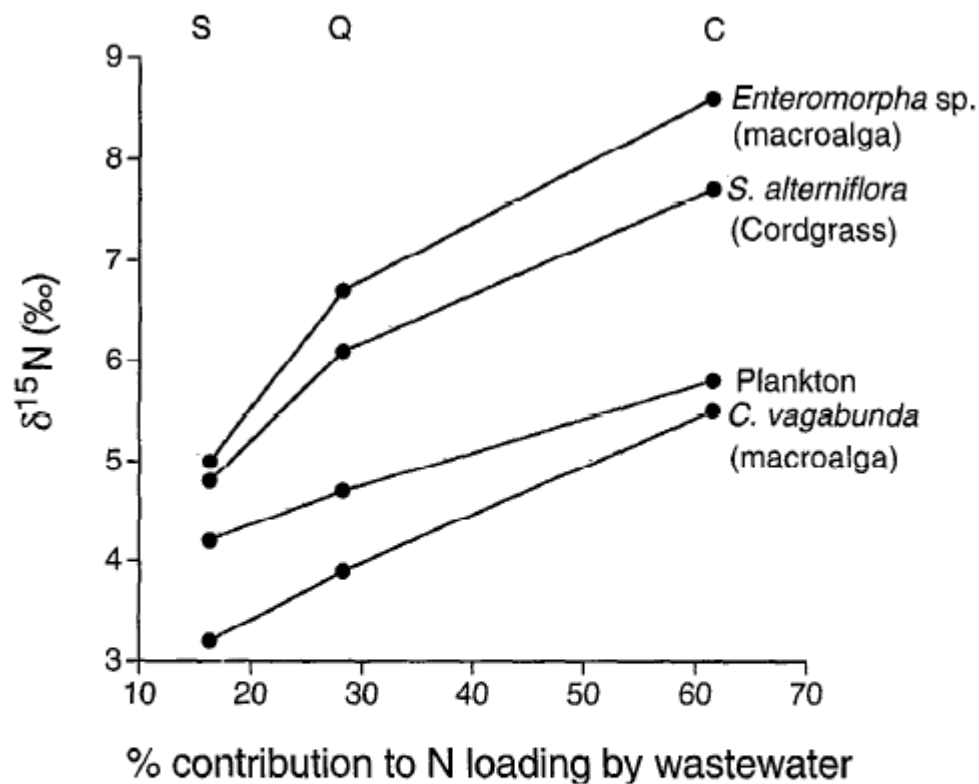 S Q C
9
8
7
6
5
4
3
δ15N (‰)
Enteromorpha sp.
(macroalga)
S. alterniflora
(Cordgrass)
Plankton
C. vagabunda
(macroalga)
10 20 30 40 50 60 70
% contribution to N loading by wastewater